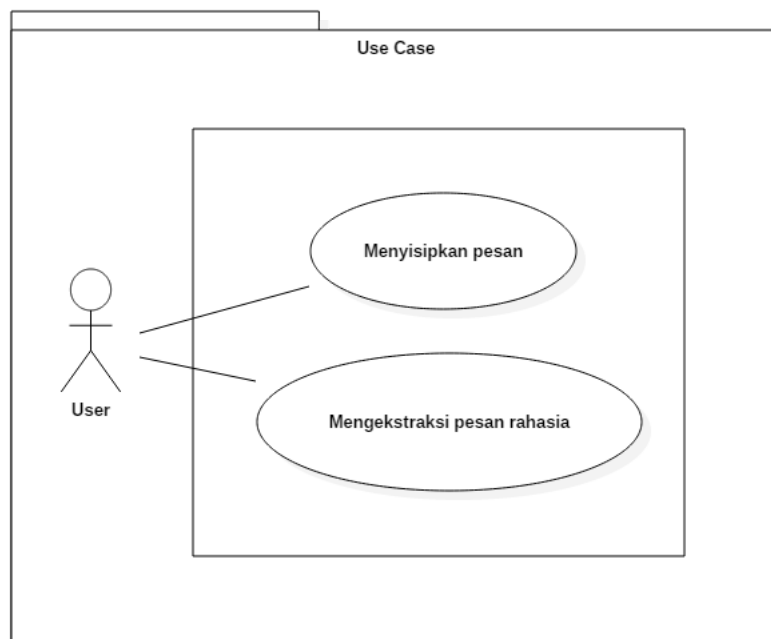 Use Case
Menyisipkan pesan
Mengekstraksi pesan rahasia
User